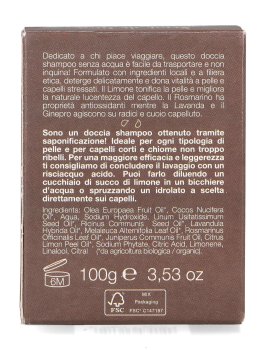 Dedicato a chi piace viaggiare, questo doccia
shampoo senza acqua è facile da trasportare e non
inquina! Formulato con ingredienti locali e a filiera
etica, deterge delicatamente e dona vitalità a pelle e
capelli stressati. Il Limone tonifica la pelle e migliora
la naturale lucentezza del capello. Il Rosmarino ha
proprietà antiossidanti mentre la Lavanda e il
Ginepro agiscono su radici e cuoio capelluto.
Sono un doccia shampoo ottenuto tramite
saponificazione! Ideale per ogni tipologia di
pelle e per capelli corti e chiome non troppo
ribelli. Per una maggiore efficacia e leggerezza
ti consigliamo di concludere il lavaggio con un
risciacquo acido. Puoi farlo diluendo un
cucchiaio di succo di limone in un bicchiere
d'acqua o spruzzando un idrolato a scelta
direttamente sui capelli.
Ingredients: Olea Europaea Fruit Oil*, Cocos Nucifera
Oil*, Aqua, Sodium Hydroxide, Linum Usitatissimum
Seed Oil*, Rosmarinus Officinalis Leaf*, Lavandula
Hybrida Oil*, Melaleuca Alternifolia Leaf Oil*, Rosmarinus
Officinalis Leaf Oil*, Juniperus Communis Fruit Oil, Citrus
Limon Peel Oil*, Sodium Phytate, Citric Acid, Limonene,
Linalool, Citral. (*da agricoltura biologica / organic).
6M
100g ℮ 3,53 oz
FSC
MIX
Packaging
FSC® C147187